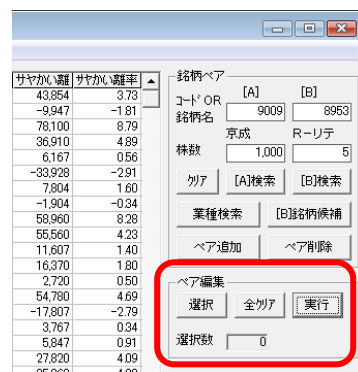 サヤかい離 サヤかい離率
43,854 3.73
-9,947 -1.81
78,100 8.79
36,910 4.89
6,167 0.56
-33,928 -2.91
7,804 1.60
-1,904 -0.34
58,960 8.28
55,560 4.23
11,607 1.40
16,370 1.80
2,720 0.50
54,780 4.69
-17,807 -2.79
3,767 0.34
5,847 0.91
27,820 4.09
銘柄ペア
[A] [B]
コードOR
銘柄名 9009 8953
京成 R-リテ
株数 1,000 5
クリア [A]検索 [B]検索
業種検索 [B]銘柄候補
ペア追加 ペア削除
ペア編集
選択 全クリア 実行
選択数 0